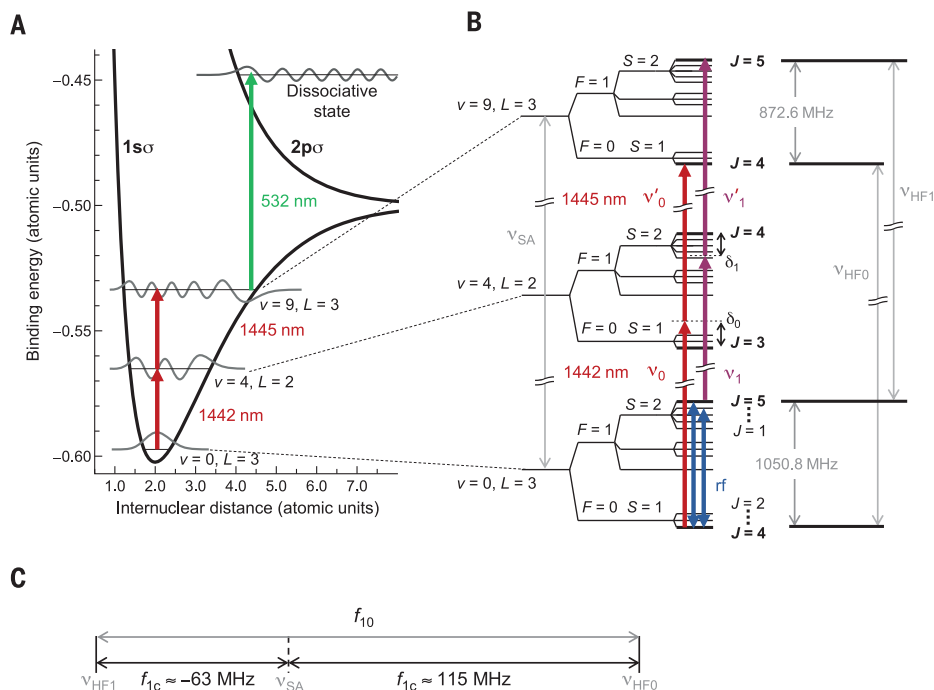 A
-0.45
-0.50
-0.55
-0.60
Binding energy (atomic units)
1sσ
2pσ
Dissociative
state
532 nm
v = 9, L = 3
1445 nm
v = 4, L = 2
1442 nm
v = 0, L = 3
1.0 2.0 3.0 4.0 5.0 6.0 7.0
Internuclear distance (atomic units)
B
v = 9, L = 3
F = 1
S = 2
J = 5
F = 0 S = 1
J = 4
872.6 MHz
1445 nm
ν′0
ν′1
νSA
νHF1
v = 4, L = 2
F = 1
S = 2
J = 4
δ1
νHF0
δ0
F = 0 S = 1
J = 3
1442 nm
ν0
ν1
v = 0, L = 3
F = 1
S = 2
J = 5
J = 1
1050.8 MHz
rf
F = 0 S = 1
J = 2
J = 4
C
f10
f1c ≈ -63 MHz
f1c ≈ 115 MHz
νHF1
νSA
νHF0